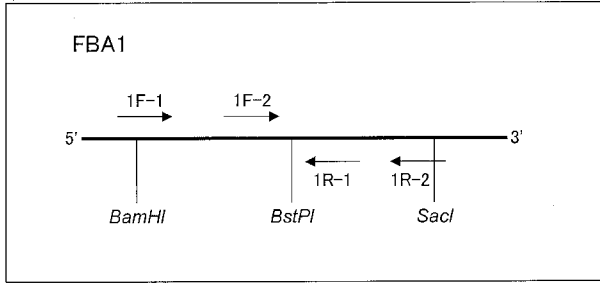 FBA1
1F-1 1F-2
5' 3'
1R-1 1R-2
BamHI BstPI SacI